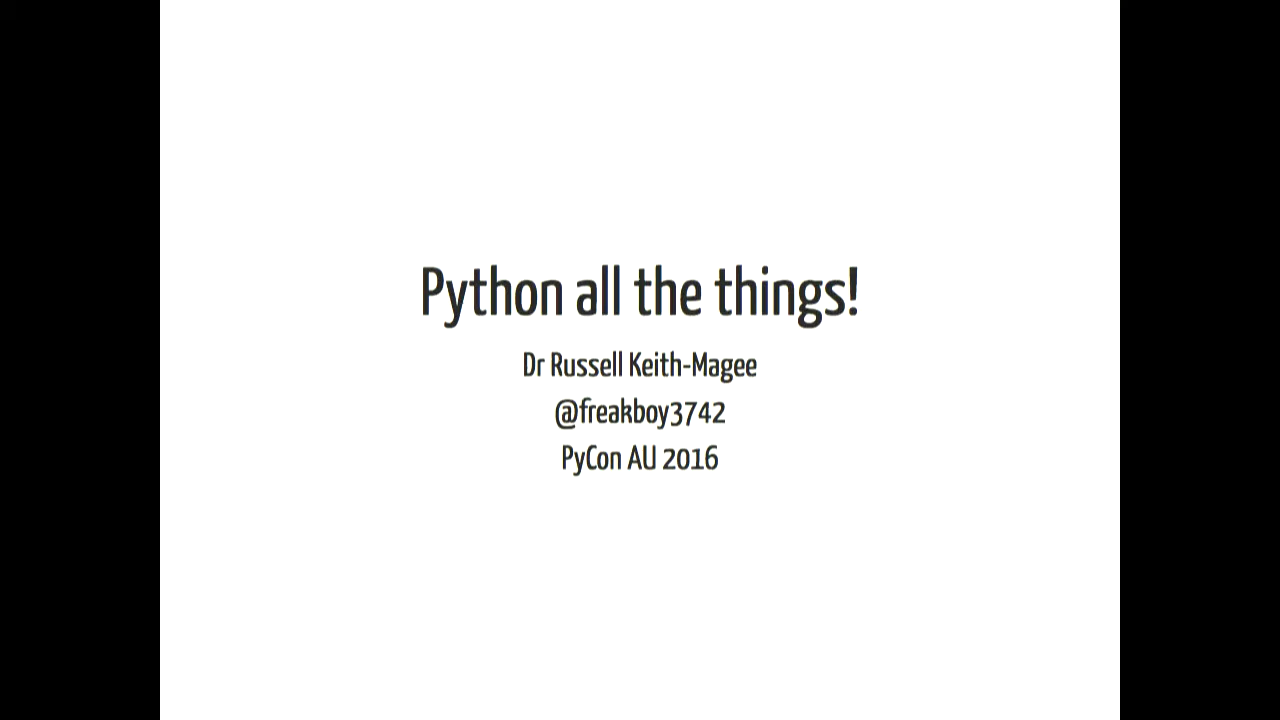 Python all the things!
Dr Russell Keith-Magee
@freakboy3742
PyCon AU 2016